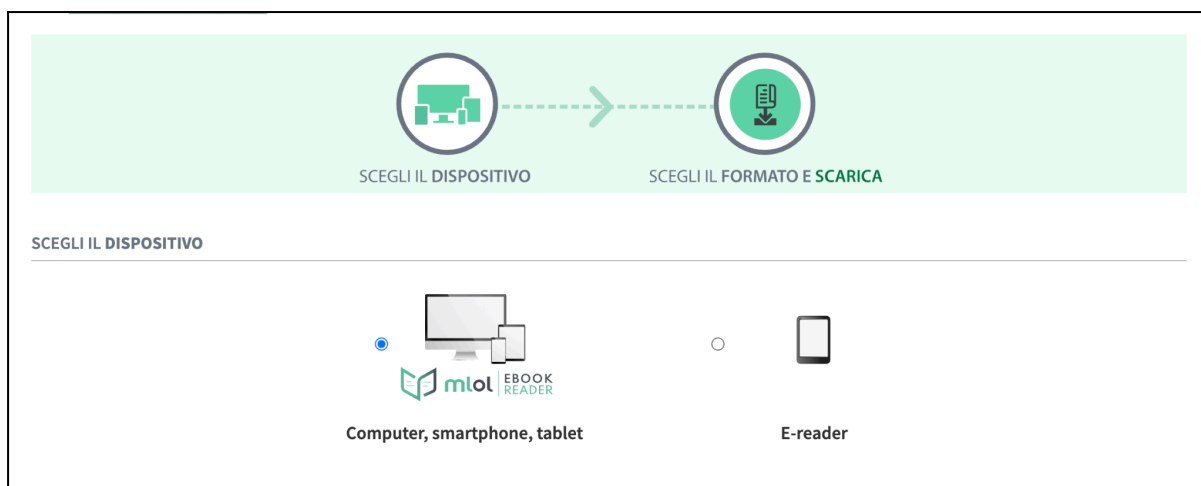 SCEGLI IL DISPOSITIVO
SCEGLI IL FORMATO E SCARICA
SCEGLI IL DISPOSITIVO
mlol EBOOK
READER
Computer, smartphone, tablet
E-reader